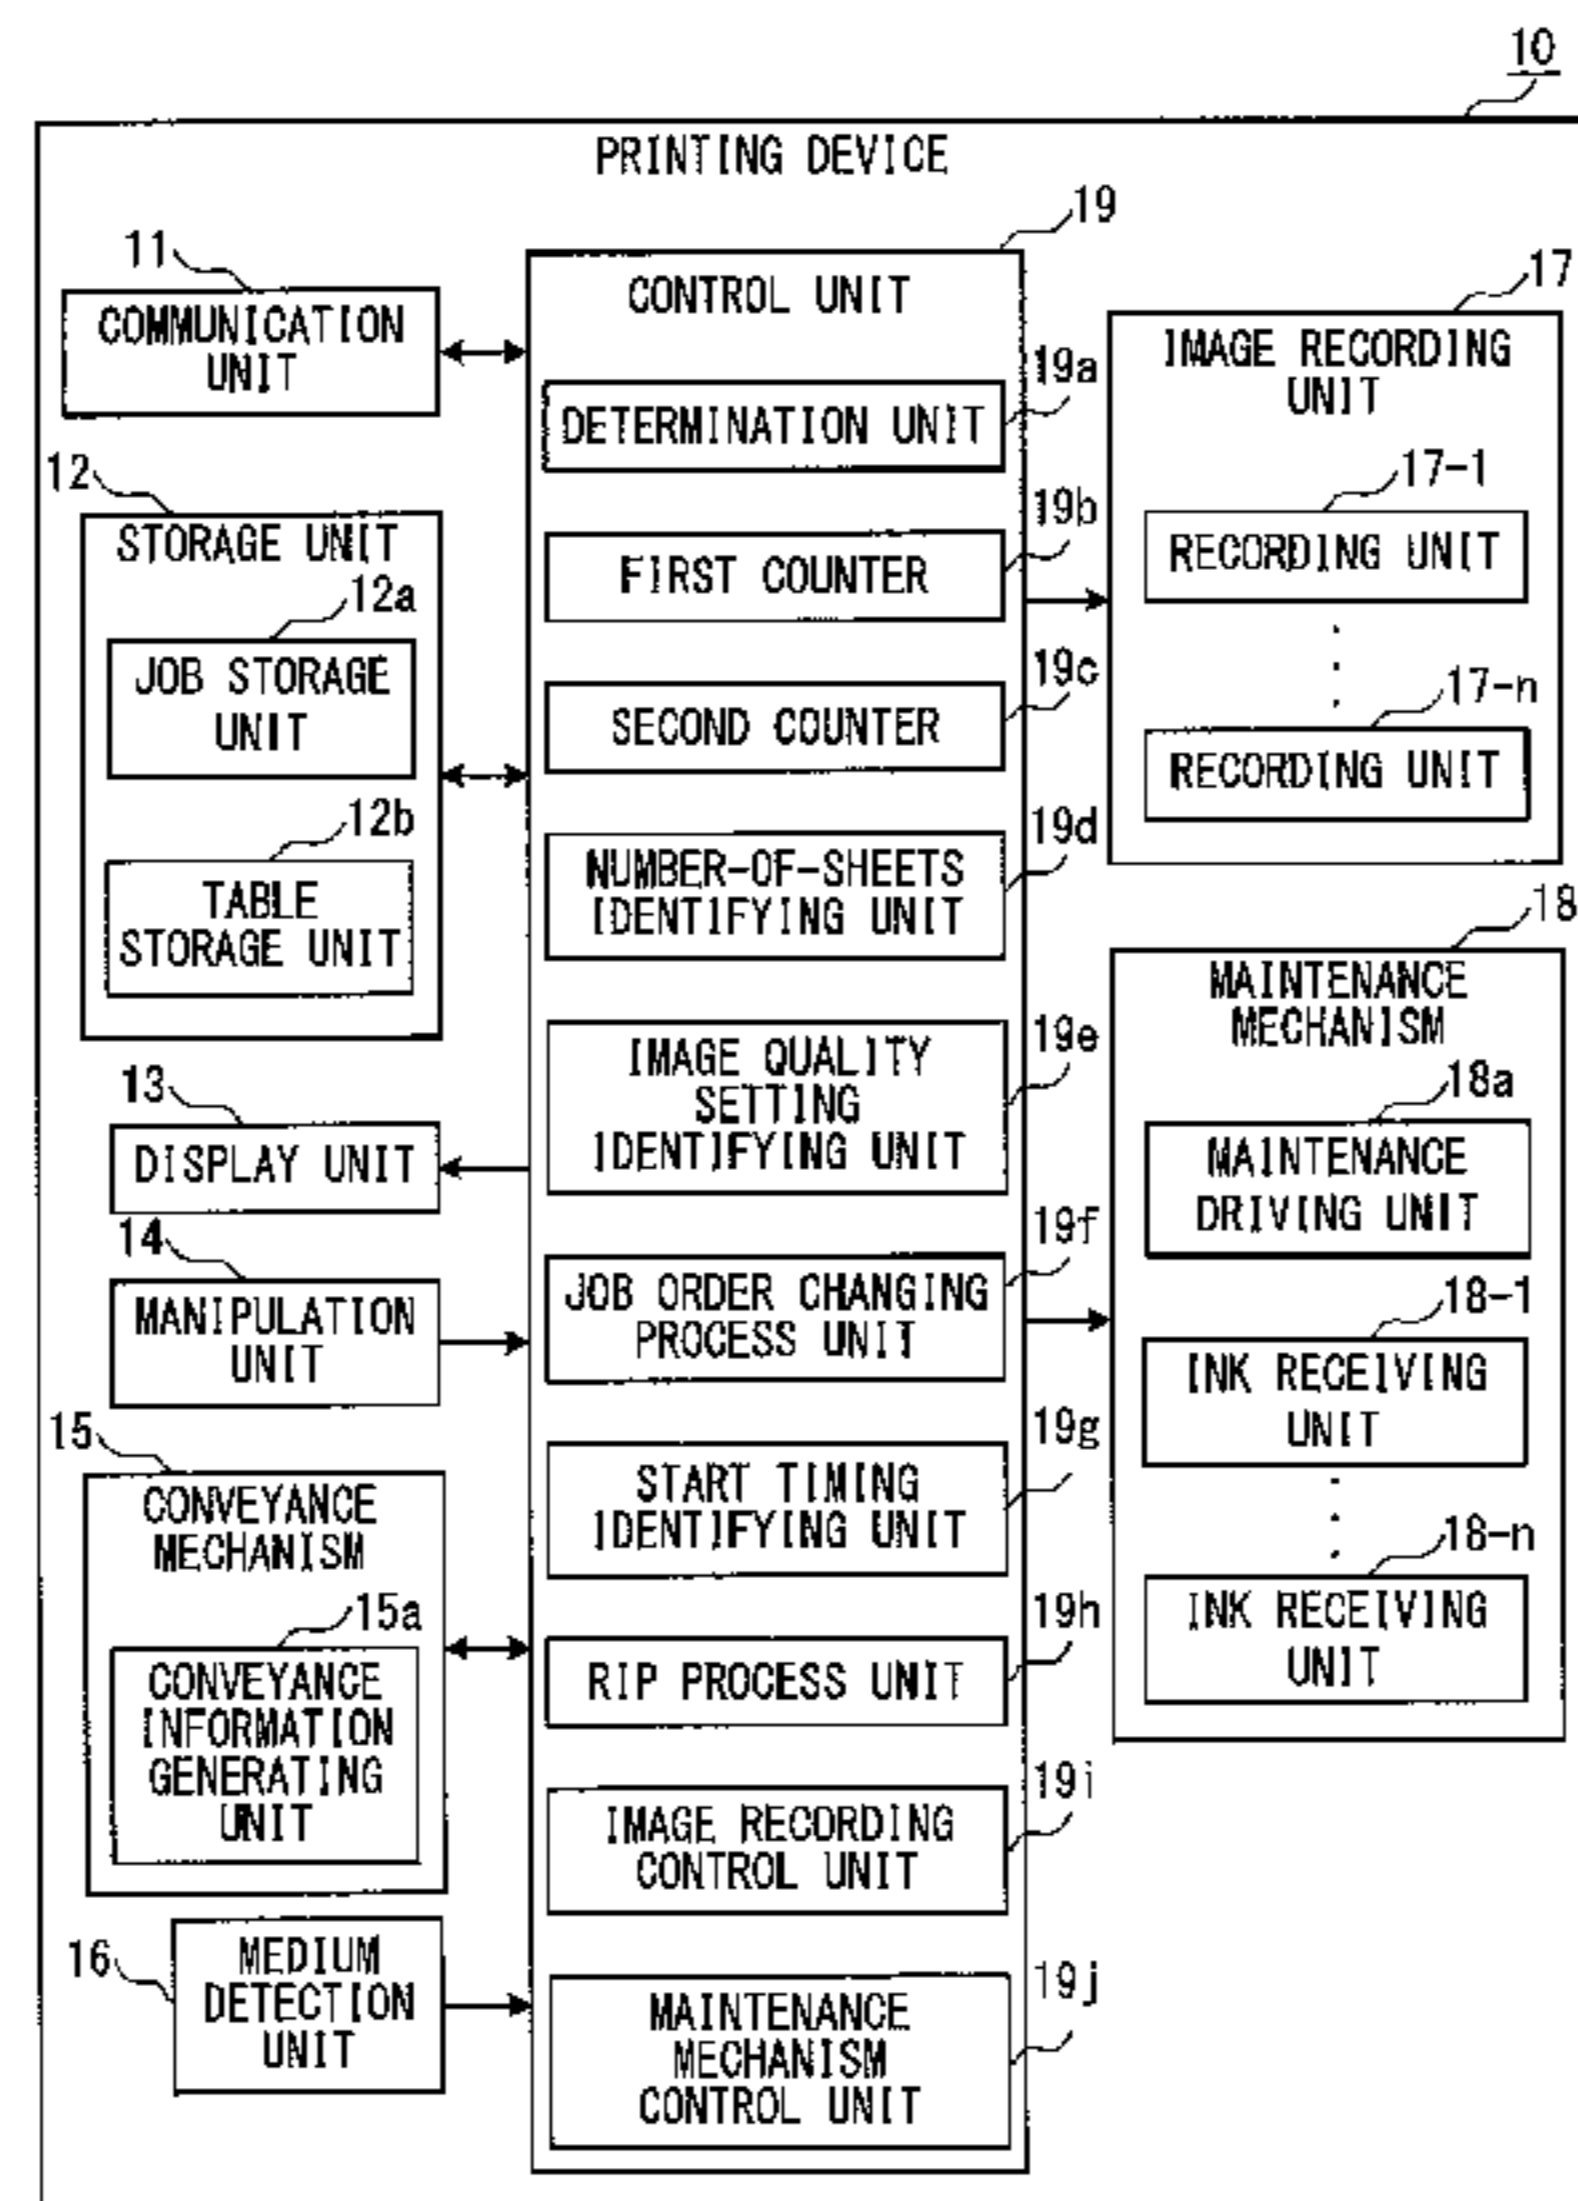 10
PRINTING DEVICE
11
COMMUNICATION
UNIT
12
STORAGE UNIT
12a
JOB STORAGE
UNIT
12b
TABLE
STORAGE UNIT
13
DISPLAY UNIT
14
MANIPULATION
UNIT
15
CONVEYANCE
MECHANISM
15a
CONVEYANCE
INFORMATION
GENERATING
UNIT
16
MEDIUM
DETECTION
UNIT
19
CONTROL UNIT
19a
DETERMINATION UNIT
19b
FIRST COUNTER
19c
SECOND COUNTER
19d
NUMBER-OF-SHEETS
IDENTIFYING UNIT
19e
IMAGE QUALITY
SETTING
IDENTIFYING UNIT
19f
JOB ORDER CHANGING
PROCESS UNIT
19g
START TIMING
IDENTIFYING UNIT
19h
RIP PROCESS UNIT
19i
IMAGE RECORDING
CONTROL UNIT
19j
MAINTENANCE
MECHANISM
CONTROL UNIT
17
IMAGE RECORDING
UNIT
17-1
RECORDING UNIT
17-n
RECORDING UNIT
18
MAINTENANCE
MECHANISM
18a
MAINTENANCE
DRIVING UNIT
18-1
INK RECEIVING
UNIT
18-n
INK RECEIVING
UNIT